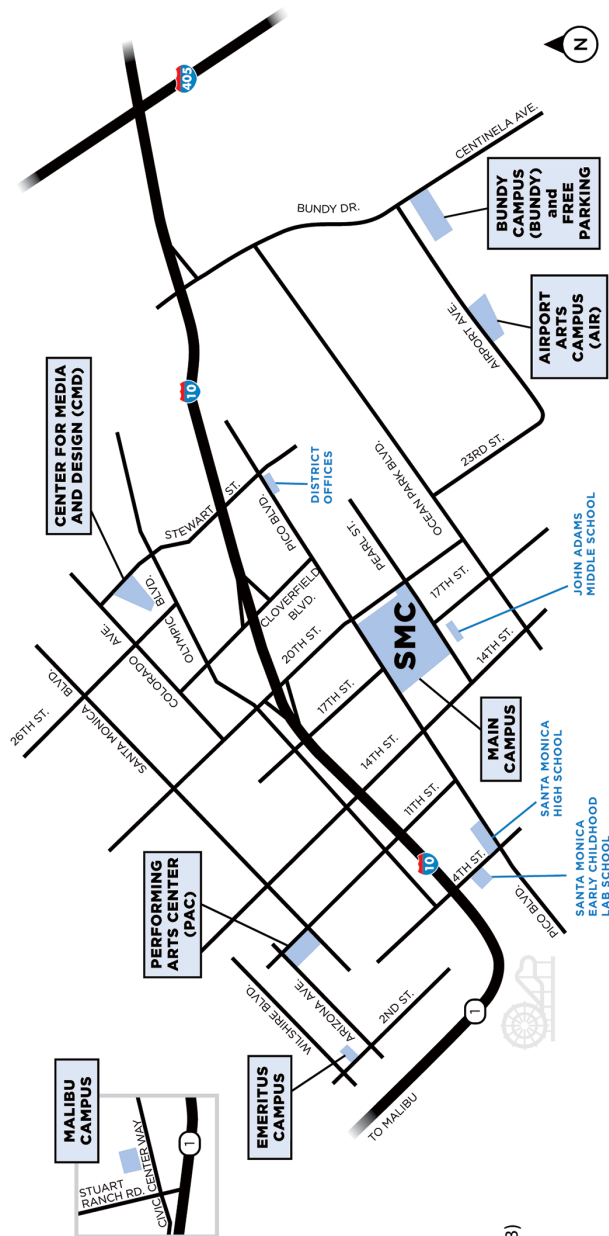 MALIBU
CAMPUS
STUART
RANCH RD.
CIVIC CENTER WAY
1
EMERITUS
CAMPUS
PERFORMING
ARTS CENTER
(PAC)
CENTER FOR MEDIA
AND DESIGN (CMD)
WILSHIRE BLVD.
ARIZONA AVE.
2ND ST.
TO MALIBU
1
26TH ST.
SANTA MONICA
BLVD.
COLORADO
AVE.
OLYMPIC BLVD.
STEWART ST.
CLOVERFIELD
BLVD.
20TH ST.
17TH ST.
14TH ST.
11TH ST.
4TH ST.
10
10
405
PICO BLVD.
PICO BLVD.
DISTRICT
OFFICES
PEARL ST.
OCEAN PARK BLVD.
17TH ST.
14TH ST.
23RD ST.
AIRPORT AVE.
BUNDY DR.
CENTINELA AVE.
SMC
MAIN
CAMPUS
SANTA MONICA
HIGH SCHOOL
SANTA MONICA
EARLY CHILDHOOD
LAB SCHOOL
JOHN ADAMS
MIDDLE SCHOOL
AIRPORT
ARTS
CAMPUS
(AIR)
BUNDY
CAMPUS
(BUNDY)
and
FREE
PARKING
N